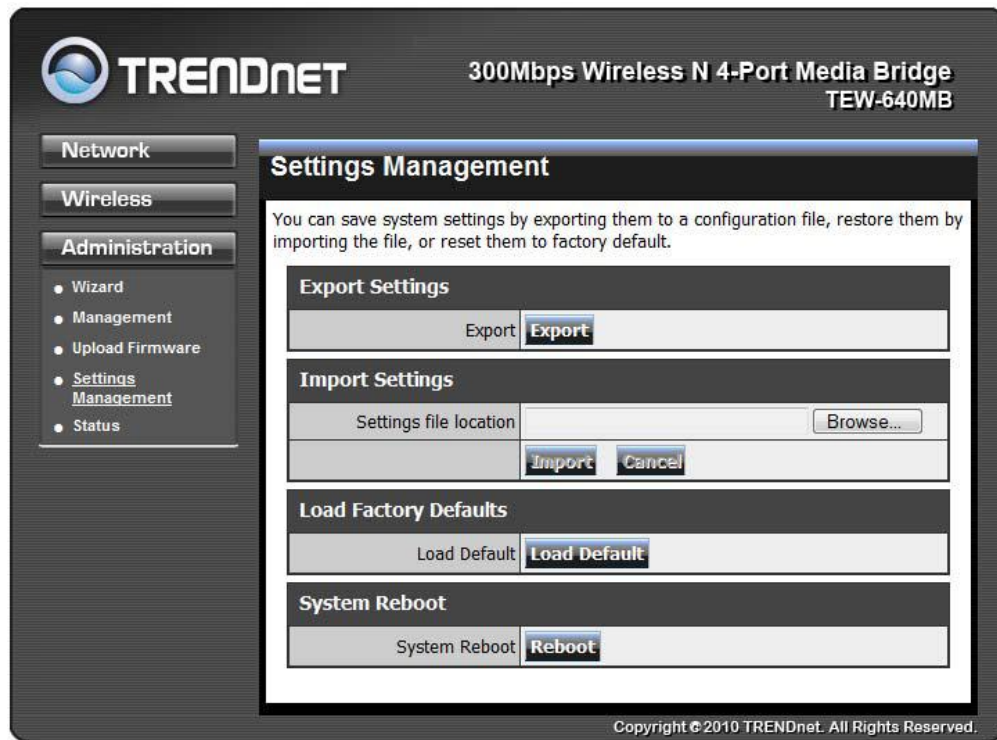 TRENDNET
300Mbps Wireless N 4-Port Media Bridge
TEW-640MB
Network
Wireless
Administration
Wizard
Management
Upload Firmware
Settings
Management
Status
Settings Management
You can save system settings by exporting them to a configuration file, restore them by
importing the file, or reset them to factory default.
Export Settings
Export Export
Import Settings
Settings file location Browse...
Import Cancel
Load Factory Defaults
Load Default Load Default
System Reboot
System Reboot Reboot
Copyright © 2010 TRENDnet. All Rights Reserved.